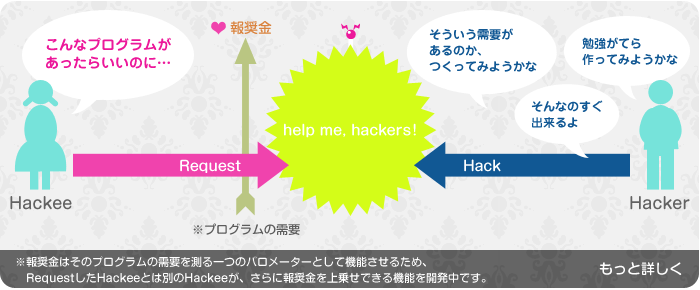 こんなプログラムが
あったらいいのに…
報奨金
そういう需要が
あるのか、
つくってみようかな
勉強がてら
作ってみようかな
そんなのすぐ
出来るよ
help me, hackers!
Request
Hack
Hackee
Hacker
※プログラムの需要
※報奨金はそのプログラムの需要を測る一つのバロメーターとして機能させるため、
RequestしたHackeeとは別のHackeeが、さらに報奨金を上乗せできる機能を開発中です。
もっと詳しく